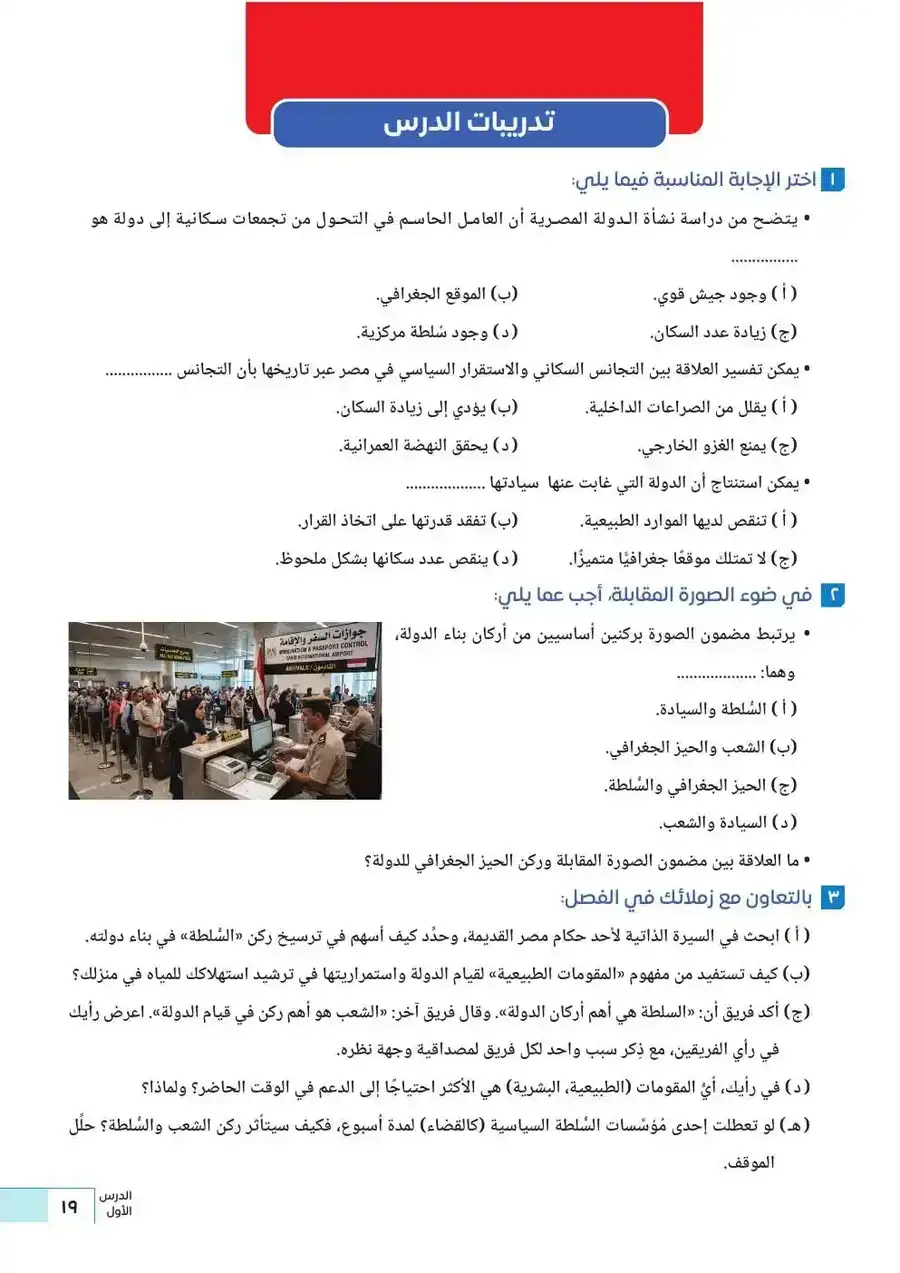 تدريبات الدرس
١ اختر الإجابة المناسبة فيما يلي:
• يتضح من دراسة نشأة الدولة المصرية أن العامل الحاسم في التحول من تجمعات سكانية إلى دولة هو
................
( أ ) وجود جيش قوي. (ب) الموقع الجغرافي.
(ج) زيادة عدد السكان. (د) وجود سُلطة مركزية.
• يمكن تفسير العلاقة بين التجانس السكاني والاستقرار السياسي في مصر عبر تاريخها بأن التجانس ................
( أ ) يقلل من الصراعات الداخلية. (ب) يؤدي إلى زيادة السكان.
(ج) يمنع الغزو الخارجي. (د) يحقق النهضة العمرانية.
• يمكن استنتاج أن الدولة التي غابت عنها سيادتها ...................
( أ ) تنقص لديها الموارد الطبيعية. (ب) تفقد قدرتها على اتخاذ القرار.
(ج) لا تمتلك موقعًا جغرافيًّا متميزًا. (د) ينقص عدد سكانها بشكل ملحوظ.
٢ في ضوء الصورة المقابلة، أجب عما يلي:
• يرتبط مضمون الصورة بركنين أساسيين من أركان بناء الدولة،
وهما: ...................
( أ ) السُّلطة والسيادة.
(ب) الشعب والحيز الجغرافي.
(ج) الحيز الجغرافي والسُّلطة.
(د) السيادة والشعب.
جوازات السفر والإقامة
IMMIGRATION & PASSPORT CONTROL
CAIRO INTERNATIONAL AIRPORT
ARRIVALS / القادمون
• ما العلاقة بين مضمون الصورة المقابلة وركن الحيز الجغرافي للدولة؟
٣ بالتعاون مع زملائك في الفصل:
( أ ) ابحث في السيرة الذاتية لأحد حكام مصر القديمة، وحدِّد كيف أسهم في ترسيخ ركن «السُّلطة» في بناء دولته.
(ب) كيف تستفيد من مفهوم «المقومات الطبيعية» لقيام الدولة واستمراريتها في ترشيد استهلاكك للمياه في منزلك؟
(ج) أكد فريق أن: «السلطة هي أهم أركان الدولة». وقال فريق آخر: «الشعب هو أهم ركن في قيام الدولة». اعرض رأيك
في رأي الفريقين، مع ذِكر سبب واحد لكل فريق لمصداقية وجهة نظره.
(د) في رأيك، أيُّ المقومات (الطبيعية، البشرية) هي الأكثر احتياجًا إلى الدعم في الوقت الحاضر؟ ولماذا؟
(هـ) لو تعطلت إحدى مُؤسَّسات السُّلطة السياسية (كالقضاء) لمدة أسبوع، فكيف سيتأثر ركن الشعب والسُّلطة؟ حلِّل
الموقف.
الدرس
الأول
١٩